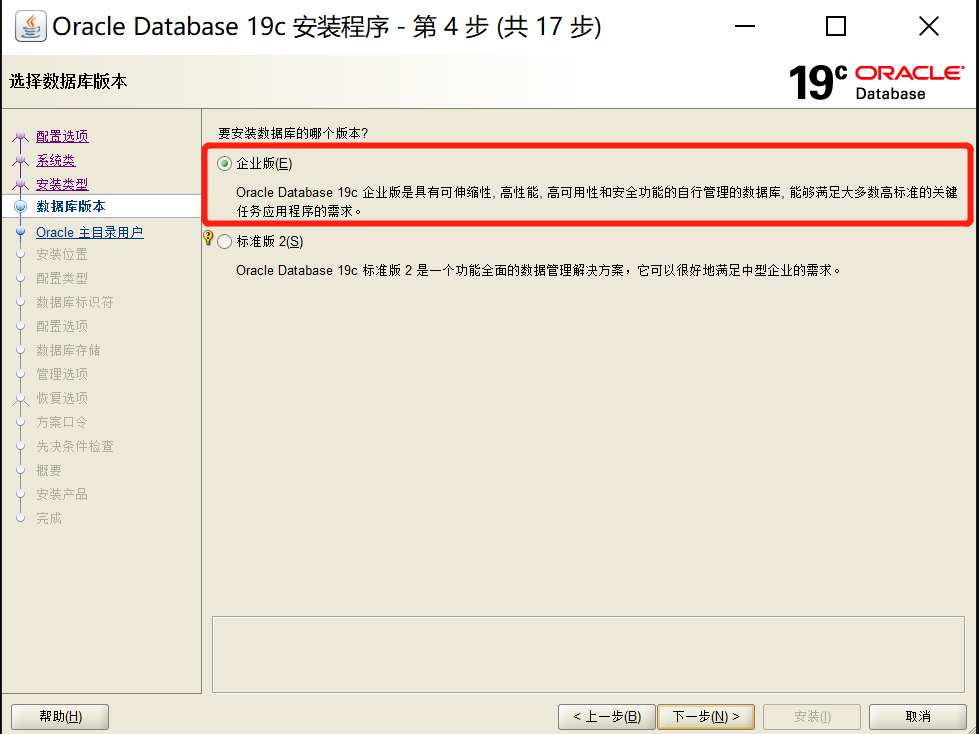 Oracle Database 19c 安装程序 - 第 4 步 (共 17 步)
选择数据库版本
19c ORACLE
Database
配置选项
系统类
安装类型
数据库版本
Oracle 主目录用户
安装位置
配置类型
数据库标识符
配置选项
数据库存储
管理选项
恢复选项
方案口令
先决条件检查
概要
安装产品
完成
要安装数据库的哪个版本?
企业版(E)
Oracle Database 19c 企业版是具有可伸缩性, 高性能, 高可用性和安全功能的自行管理的数据库, 能够满足大多数高标准的关键
任务应用程序的需求。
标准版 2(S)
Oracle Database 19c 标准版 2 是一个功能全面的数据管理解决方案，它可以很好地满足中型企业的需求。
帮助(H)
< 上一步(B)
下一步(N) >
安装(I)
取消